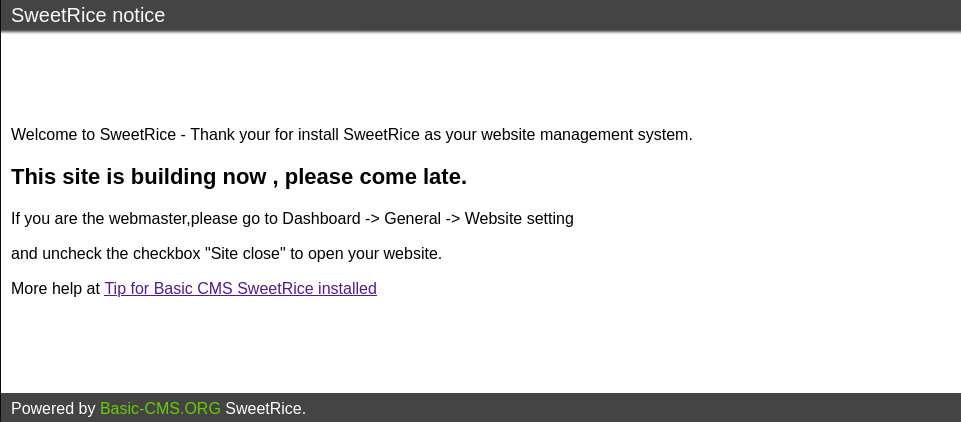 SweetRice notice
Welcome to SweetRice - Thank your for install SweetRice as your website management system.
This site is building now , please come late.
If you are the webmaster,please go to Dashboard -> General -> Website setting
and uncheck the checkbox "Site close" to open your website.
More help at Tip for Basic CMS SweetRice installed
Powered by Basic-CMS.ORG SweetRice.